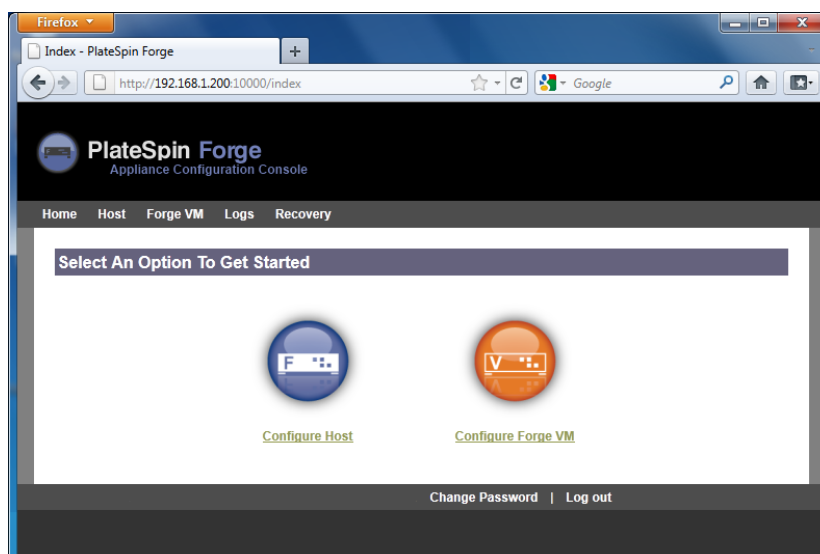 Firefox
Index - PlateSpin Forge
http://192.168.1.200:10000/index
Google
PlateSpin Forge
Appliance Configuration Console
Home Host Forge VM Logs Recovery
Select An Option To Get Started
F V
Configure Host Configure Forge VM
Change Password | Log out